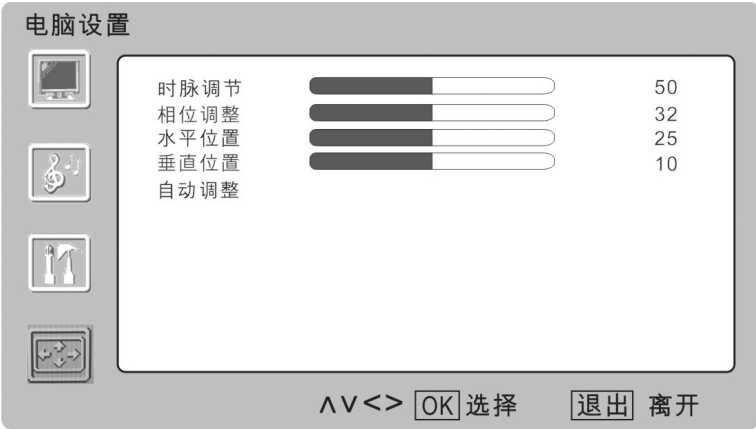 电脑设置
时脉调节 50
相位调整 32
水平位置 25
垂直位置 10
自动调整
∧∨<> OK 选择 退出 离开